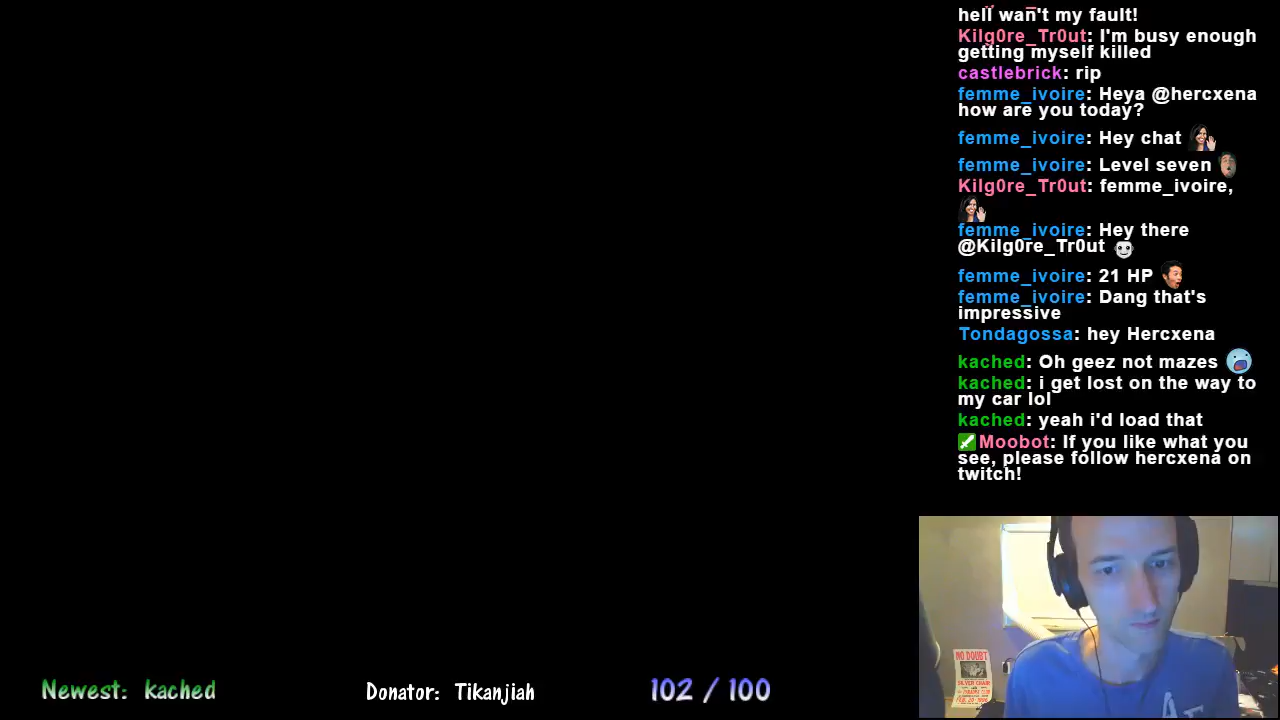 hell wan't my fault!
Kilg0re_Tr0ut: I'm busy enough
getting myself killed
castlebrick: rip
femme_ivoire: Heya @hercxena
how are you today?
femme_ivoire: Hey chat
femme_ivoire: Level seven
Kilg0re_Tr0ut: femme_ivoire,
femme_ivoire: Hey there
@Kilg0re_Tr0ut
femme_ivoire: 21 HP
femme_ivoire: Dang that's
impressive
Tondagossa: hey Hercxena
kached: Oh geez not mazes
kached: i get lost on the way to
my car lol
kached: yeah i'd load that
Moobot: If you like what you
see, please follow hercxena on
twitch!
NO DOUBT
SILVER CHAIR
Newest: kached
Donator: Tikanjiah
102 / 100